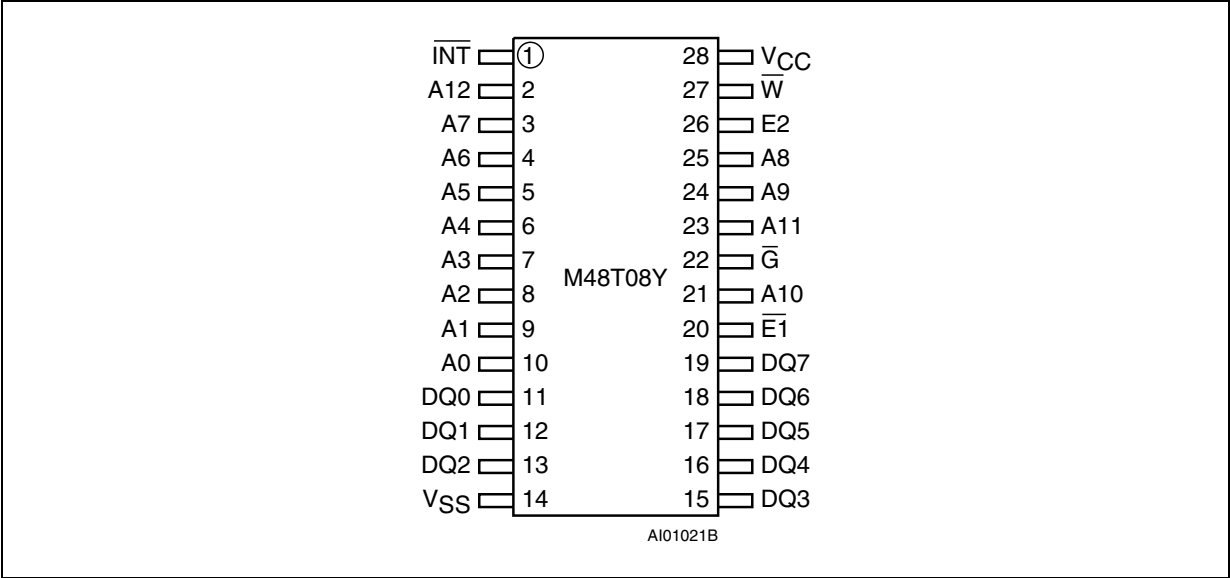 I̅N̅T̅ 1 28 VCC
A12 2 27 W̅
A7 3 26 E2
A6 4 25 A8
A5 5 24 A9
A4 6 23 A11
A3 7 22 G̅
M48T08Y
A2 8 21 A10
A1 9 20 E̅1̅
A0 10 19 DQ7
DQ0 11 18 DQ6
DQ1 12 17 DQ5
DQ2 13 16 DQ4
VSS 14 15 DQ3
AI01021B